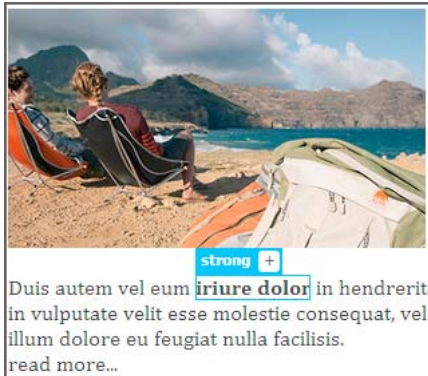 strong +
Duis autem vel eum iriure dolor in hendrerit
in vulputate velit esse molestie consequat, vel
illum dolore eu feugiat nulla facilisis.
read more...